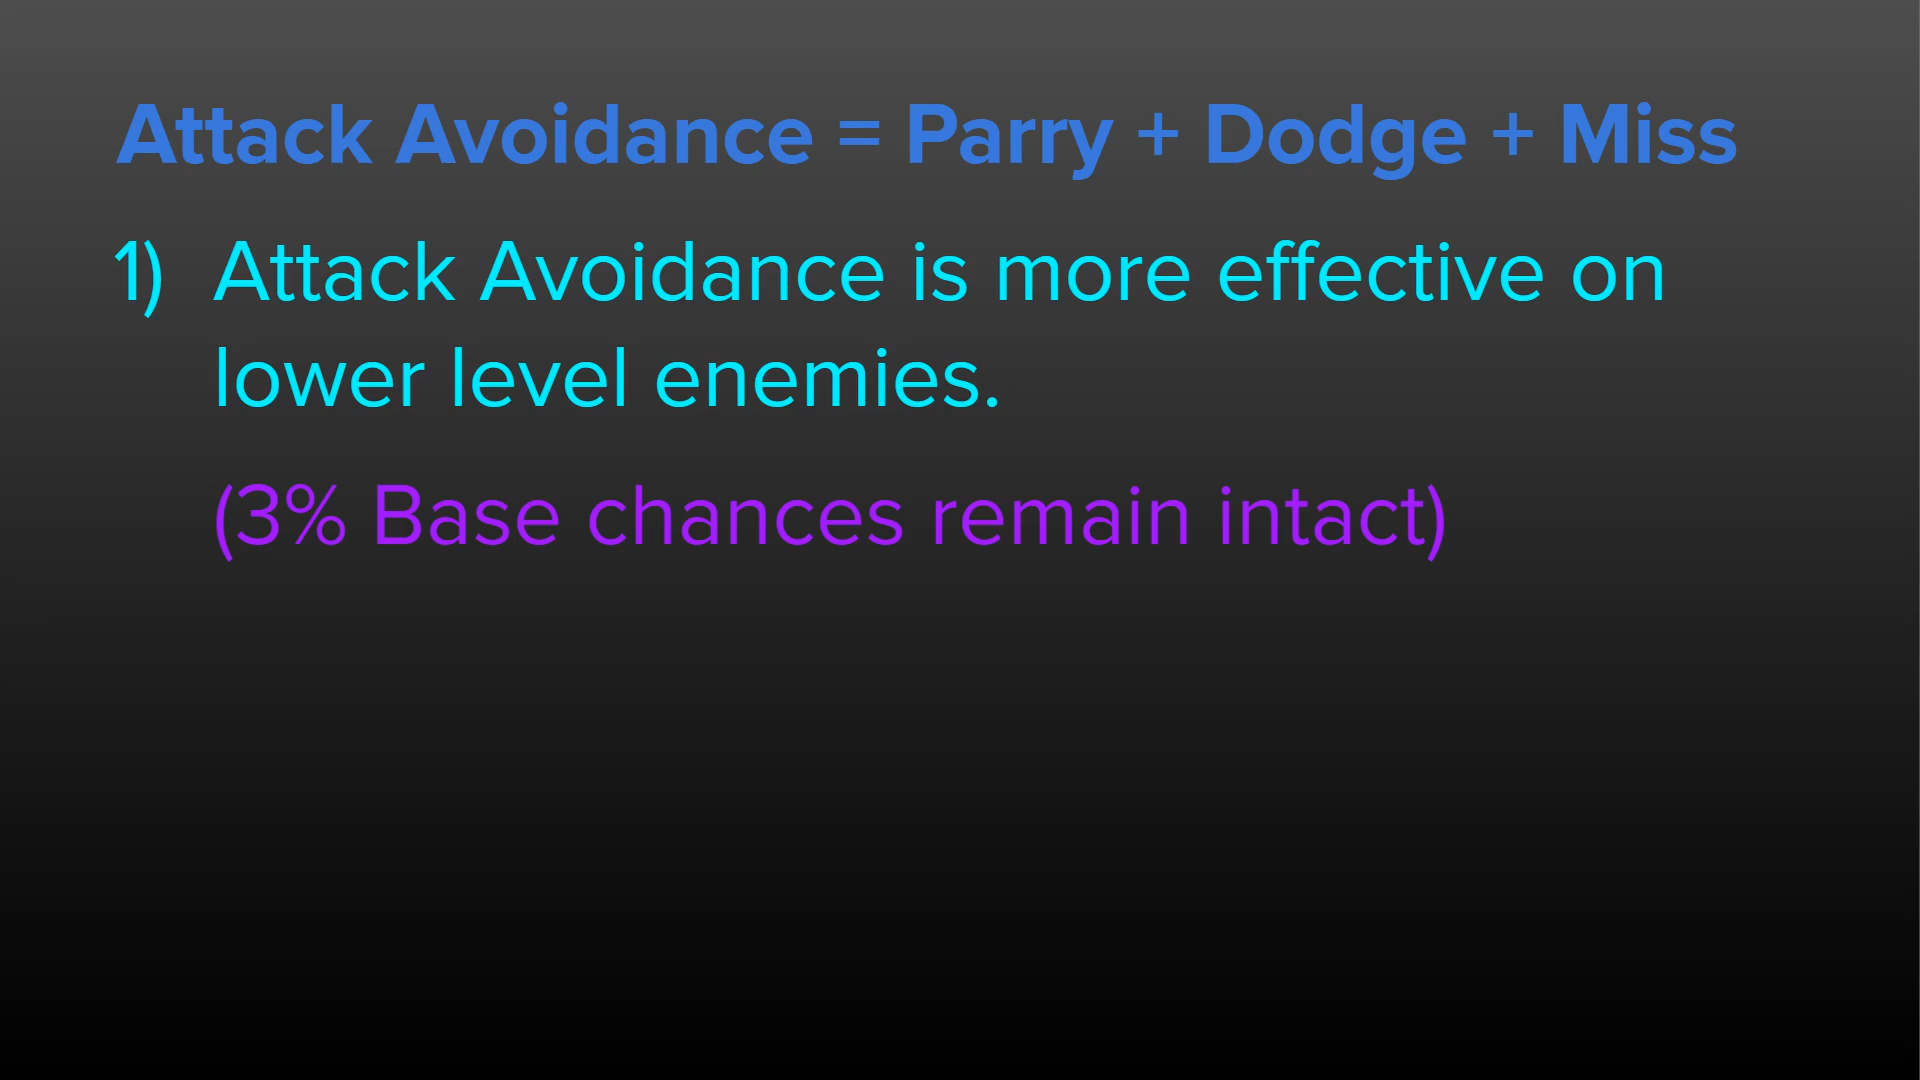 Attack Avoidance = Parry + Dodge + Miss
1) Attack Avoidance is more effective on
lower level enemies.
(3% Base chances remain intact)